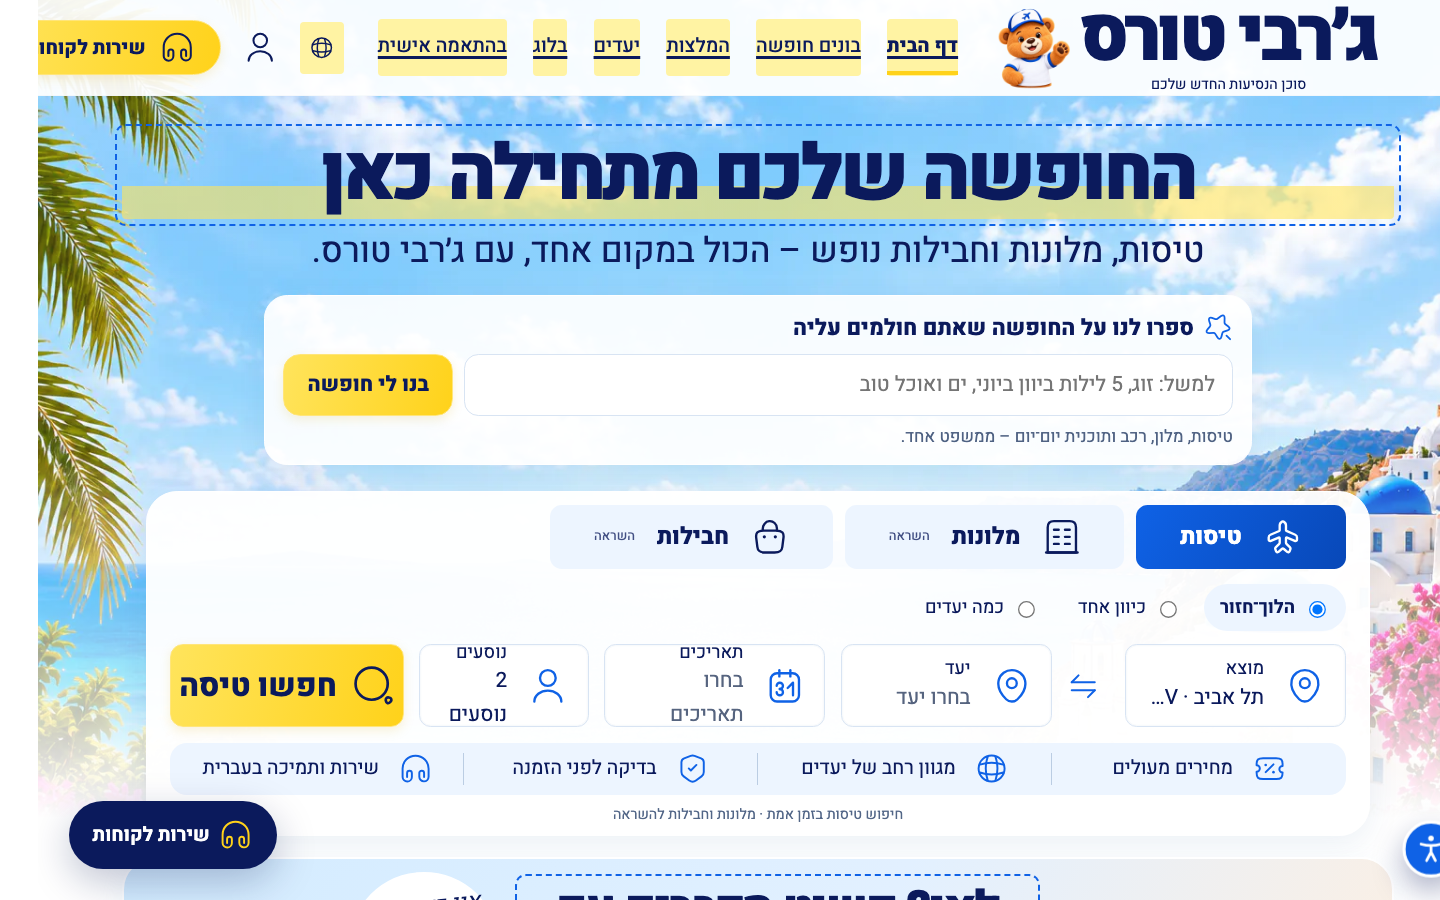 ג׳רבי טורס
סוכן הנסיעות החדש שלכם
דף הבית
בונים חופשה
המלצות
יעדים
בלוג
בהתאמה אישית
החופשה שלכם מתחילה כאן
טיסות, מלונות וחבילות נופש – הכול במקום אחד, עם ג׳רבי טורס.
ספרו לנו על החופשה שאתם חולמים עליה
למשל: זוג, 5 לילות ביוון ביוני, ים ואוכל טוב
בנו לי חופשה
טיסות, מלון, רכב ותוכנית יום־יום – ממשפט אחד.
טיסות
מלונות השראה
חבילות השראה
הלוך־חזור
כיוון אחד
כמה יעדים
מוצא
תל אביב · V...
יעד
בחרו יעד
תאריכים
בחרו
תאריכים
נוסעים
2
נוסעים
חפשו טיסה
מחירים מעולים
מגוון רחב של יעדים
בדיקה לפני הזמנה
שירות ותמיכה בעברית
חיפוש טיסות בזמן אמת · מלונות וחבילות להשראה
שירות לקוחות